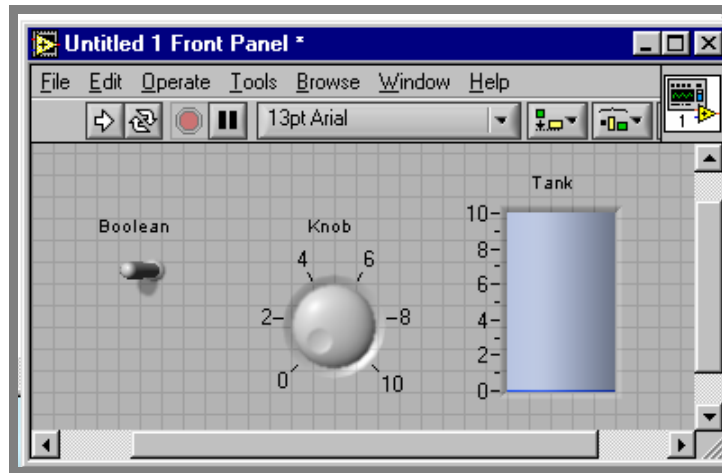 Untitled 1 Front Panel *
File Edit Operate Tools Browse Window Help
13pt Arial
1
Boolean
Knob
0
2
4
6
8
10
Tank
10
8
6
4
2
0